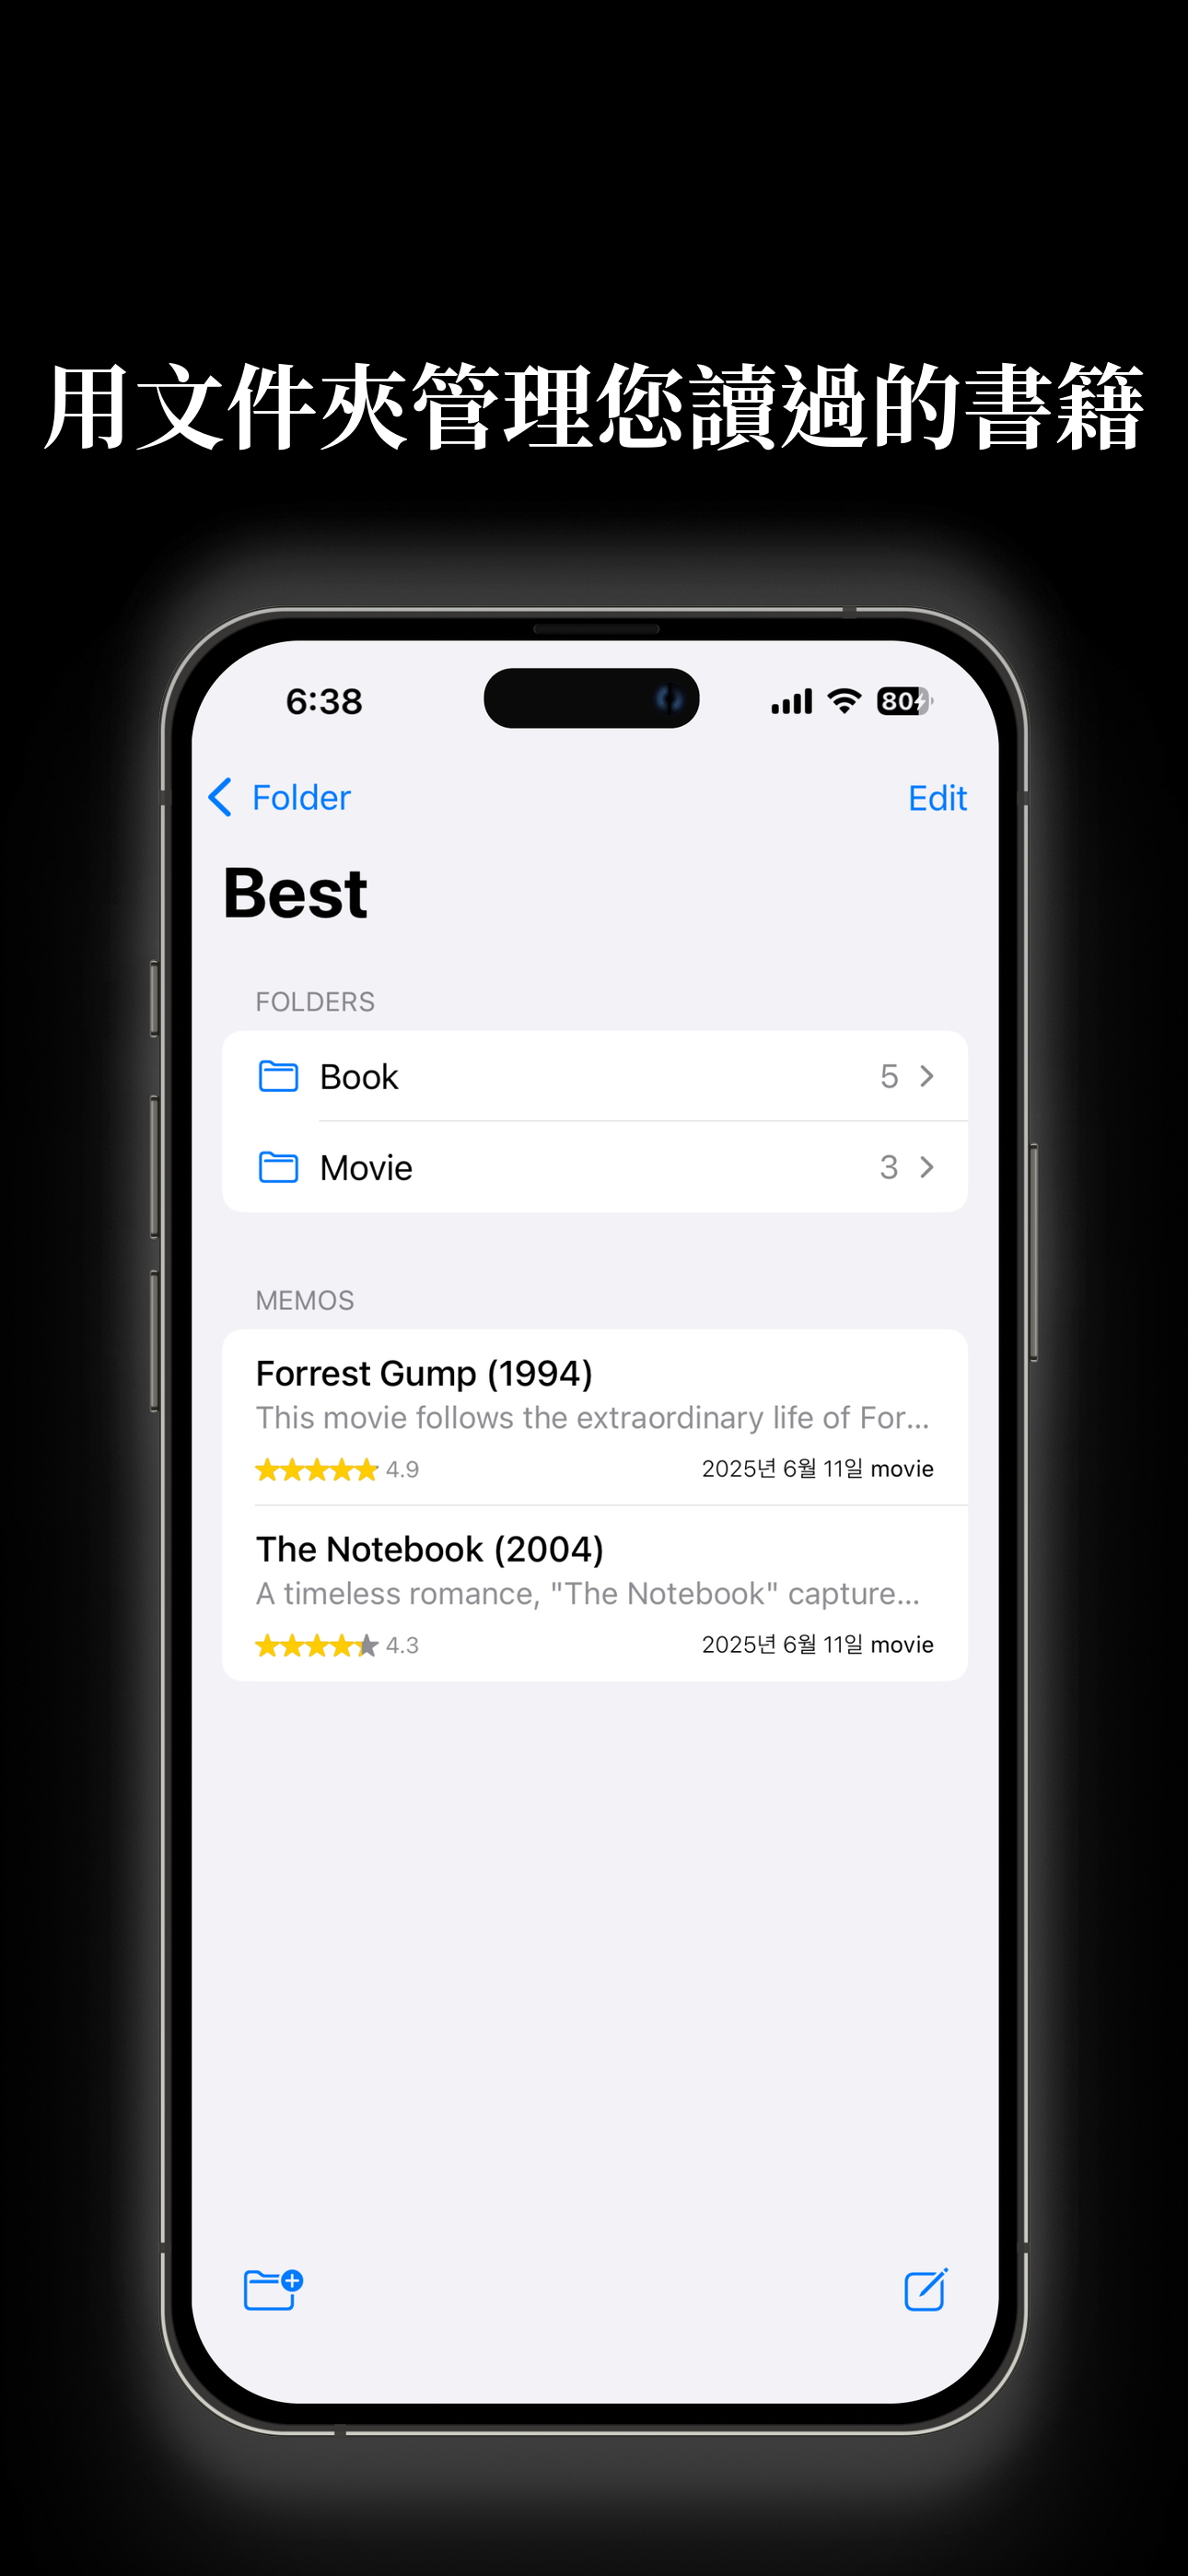 用文件夾管理您讀過的書籍
6:38
80
Folder
Edit
Best
FOLDERS
Book 5
Movie 3
MEMOS
Forrest Gump (1994)
This movie follows the extraordinary life of For...
4.9 2025년 6월 11일 movie
The Notebook (2004)
A timeless romance, "The Notebook" capture...
4.3 2025년 6월 11일 movie